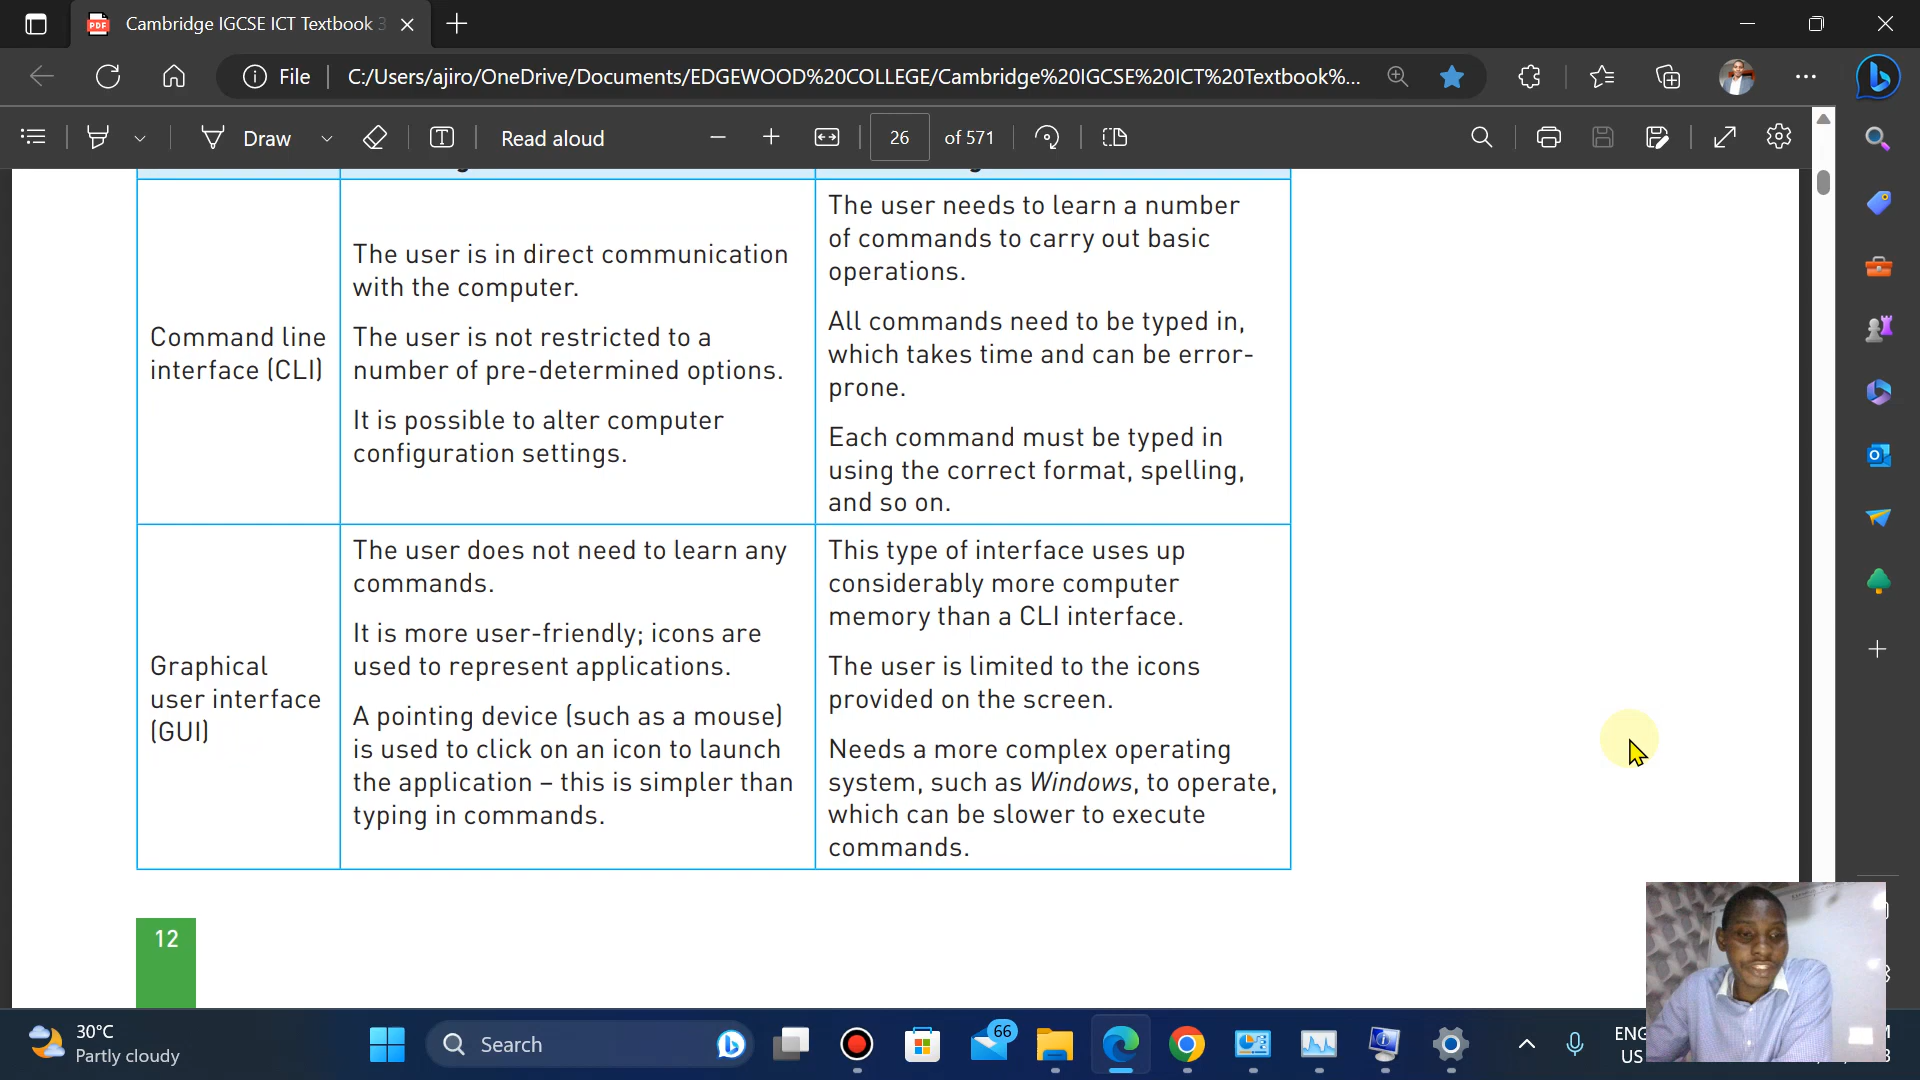 Cambridge IGCSE ICT Textbook 3
File
C:/Users/ajiro/OneDrive/Documents/EDGEWOOD%20COLLEGE/Cambridge%20IGCSE%20ICT%20Textbook%...
Draw
Read aloud
26
of 571
Command line
interface (CLI)
The user is in direct communication
with the computer.
The user is not restricted to a
number of pre-determined options.
It is possible to alter computer
configuration settings.
The user needs to learn a number
of commands to carry out basic
operations.
All commands need to be typed in,
which takes time and can be error-
prone.
Each command must be typed in
using the correct format, spelling,
and so on.
Graphical
user interface
(GUI)
The user does not need to learn any
commands.
It is more user-friendly; icons are
used to represent applications.
A pointing device (such as a mouse)
is used to click on an icon to launch
the application – this is simpler than
typing in commands.
This type of interface uses up
considerably more computer
memory than a CLI interface.
The user is limited to the icons
provided on the screen.
Needs a more complex operating
system, such as Windows, to operate,
which can be slower to execute
commands.
12
30°C
Partly cloudy
Search
66
ENG
US